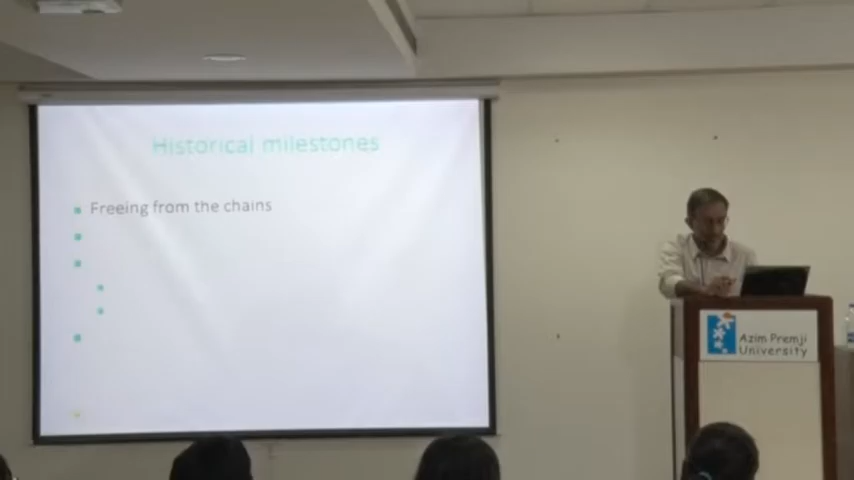 Historical milestones
Freeing from the chains
Azim Premji
University